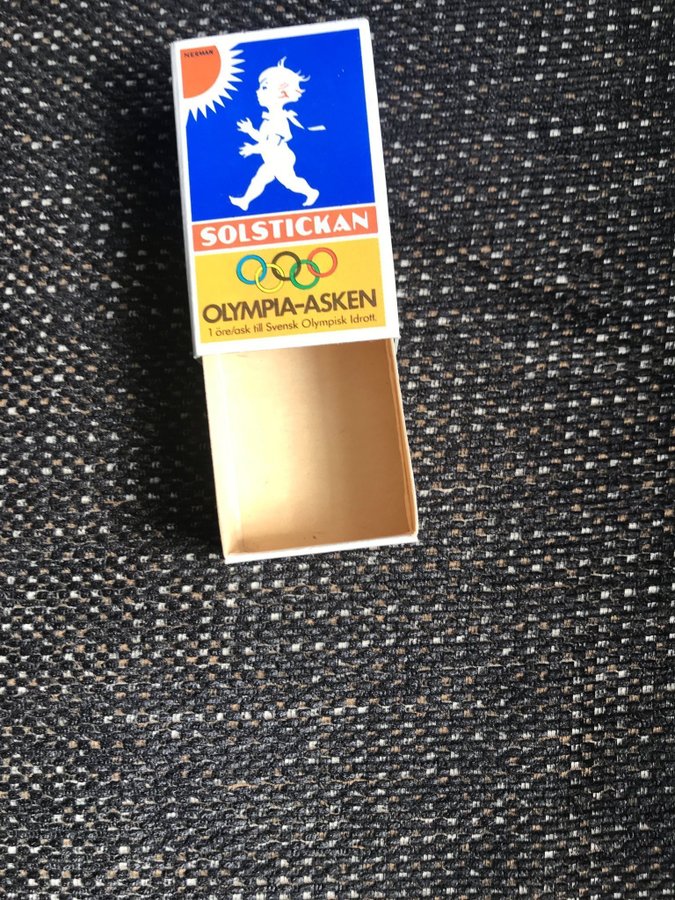 NERMAN
SOLSTICKAN
OLYMPIA-ASKEN
1 öre/ask till Svensk Olympisk Idrott.